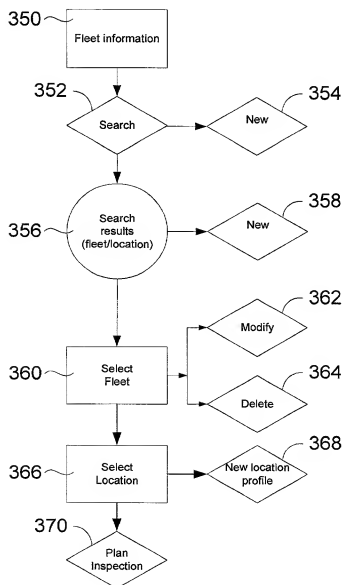 350
Fleet information
352
Search
354
New
356
Search
results
(fleet/location)
358
New
360
Select
Fleet
362
Modify
364
Delete
366
Select
Location
368
New location
profile
370
Plan
Inspection